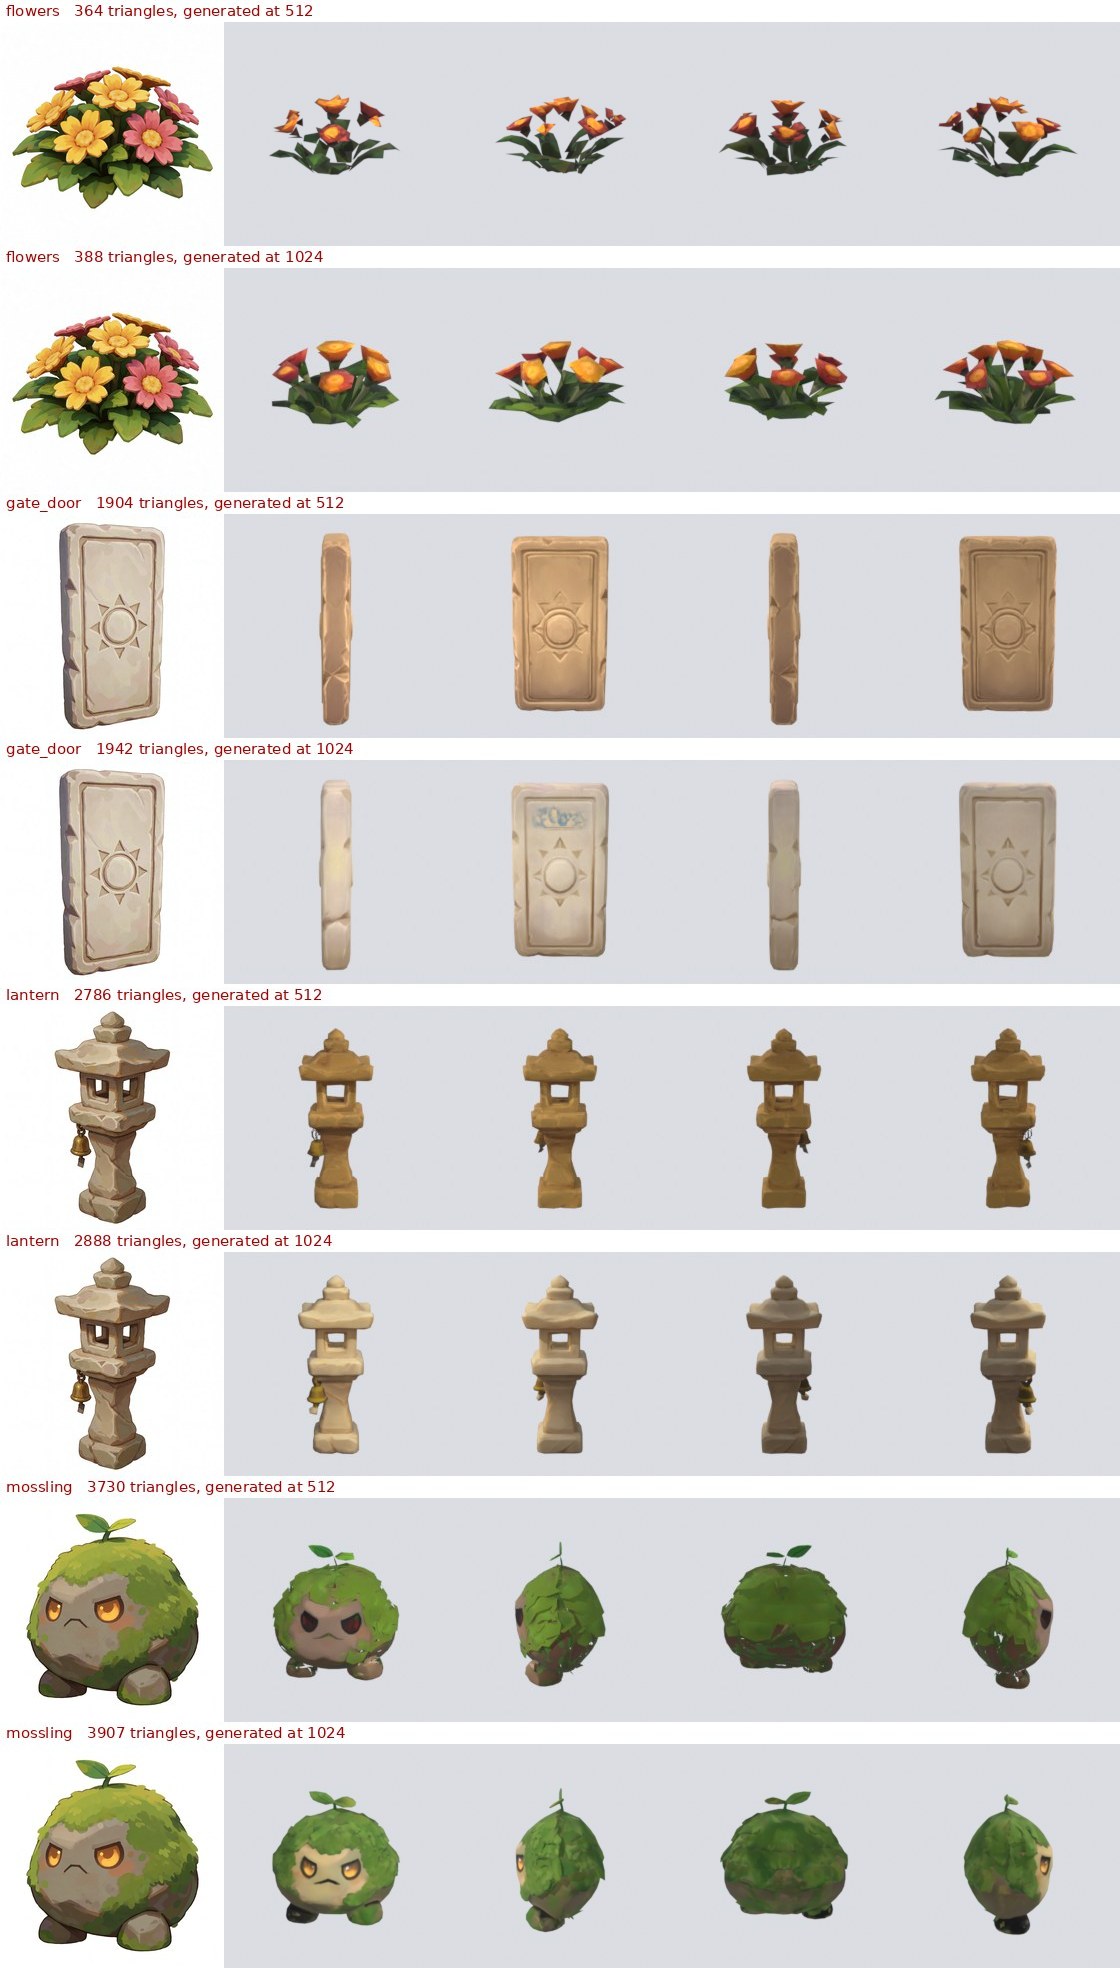 flowers 364 triangles, generated at 512
flowers 388 triangles, generated at 1024
gate_door 1904 triangles, generated at 512
gate_door 1942 triangles, generated at 1024
lantern 2786 triangles, generated at 512
lantern 2888 triangles, generated at 1024
mossling 3730 triangles, generated at 512
mossling 3907 triangles, generated at 1024